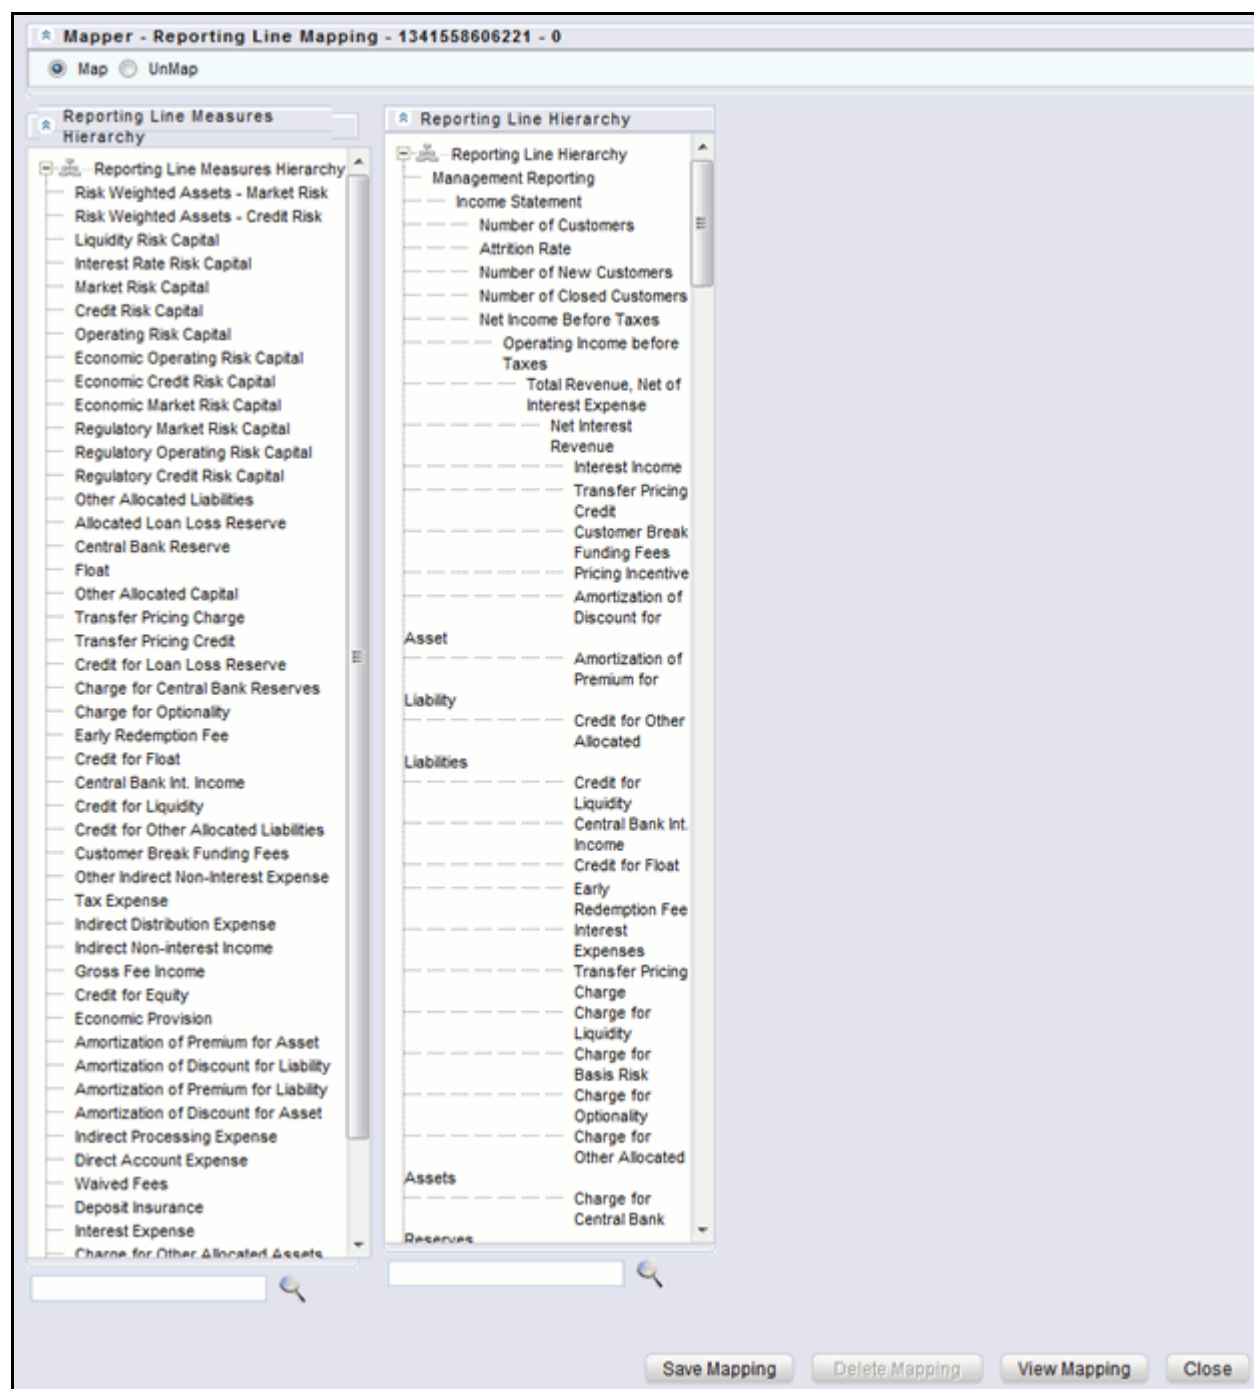 Mapper - Reporting Line Mapping - 1341558606221 - 0
Map UnMap
Reporting Line Measures
Hierarchy
Reporting Line Measures Hierarchy
Risk Weighted Assets - Market Risk
Risk Weighted Assets - Credit Risk
Liquidity Risk Capital
Interest Rate Risk Capital
Market Risk Capital
Credit Risk Capital
Operating Risk Capital
Economic Operating Risk Capital
Economic Credit Risk Capital
Economic Market Risk Capital
Regulatory Market Risk Capital
Regulatory Operating Risk Capital
Regulatory Credit Risk Capital
Other Allocated Liabilities
Allocated Loan Loss Reserve
Central Bank Reserve
Float
Other Allocated Capital
Transfer Pricing Charge
Transfer Pricing Credit
Credit for Loan Loss Reserve
Charge for Central Bank Reserves
Charge for Optionality
Early Redemption Fee
Credit for Float
Central Bank Int. Income
Credit for Liquidity
Credit for Other Allocated Liabilities
Customer Break Funding Fees
Other Indirect Non-Interest Expense
Tax Expense
Indirect Distribution Expense
Indirect Non-interest Income
Gross Fee Income
Credit for Equity
Economic Provision
Amortization of Premium for Asset
Amortization of Discount for Liability
Amortization of Premium for Liability
Amortization of Discount for Asset
Indirect Processing Expense
Direct Account Expense
Waived Fees
Deposit Insurance
Interest Expense
Charge for Other Allocated Assets
Reporting Line Hierarchy
Reporting Line Hierarchy
Management Reporting
Income Statement
Number of Customers
Attrition Rate
Number of New Customers
Number of Closed Customers
Net Income Before Taxes
Operating Income before
Taxes
Total Revenue, Net of
Interest Expense
Net Interest
Revenue
Interest Income
Transfer Pricing
Credit
Customer Break
Funding Fees
Pricing Incentive
Amortization of
Discount for
Asset
Amortization of
Premium for
Liability
Credit for Other
Allocated
Liabilities
Credit for
Liquidity
Central Bank Int.
Income
Credit for Float
Early
Redemption Fee
Interest
Expenses
Transfer Pricing
Charge
Charge for
Liquidity
Charge for
Basis Risk
Charge for
Optionality
Charge for
Other Allocated
Assets
Charge for
Central Bank
Reserves
Save Mapping Delete Mapping View Mapping Close